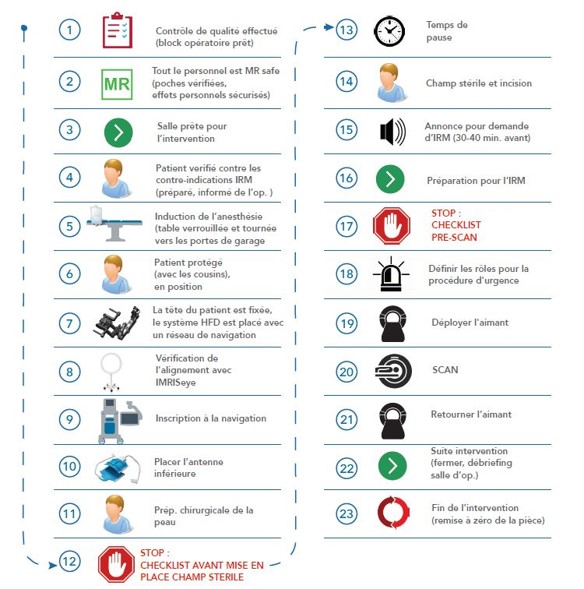 1
Contrôle de qualité effectué
(block opératoire prêt)
2
MR
Tout le personnel est MR safe
(poches vérifiées,
effets personnels sécurisés)
3
Salle prête pour
l'intervention
4
Patient verifié contre les
contre-indications IRM
(préparé, informé de l'op. )
5
Induction de l'anesthésie
(table verrouillée et tournée
vers les portes de garage)
6
Patient protégé
(avec les cousins),
en position
7
La tête du patient est fixée,
le système HFD est placé avec
un réseau de navigation
8
Vérification de
l'alignement avec
IMRISeye
9
Inscription à la navigation
10
Placer l'antenne
inférieure
11
Prép. chirurgicale de la
peau
12
STOP :
CHECKLIST AVANT MISE EN
PLACE CHAMP STERILE
13
Temps de
pause
14
Champ stérile et incision
15
Annonce pour demande
d'IRM (30-40 min. avant)
16
Préparation pour l'IRM
17
STOP :
CHECKLIST
PRE-SCAN
18
Définir les rôles pour la
procédure d'urgence
19
Déployer l'aimant
20
SCAN
21
Retourner l'aimant
22
Suite intervention
(fermer, débriefing
salle d'op.)
23
Fin de l'intervention
(remise à zéro de la pièce)